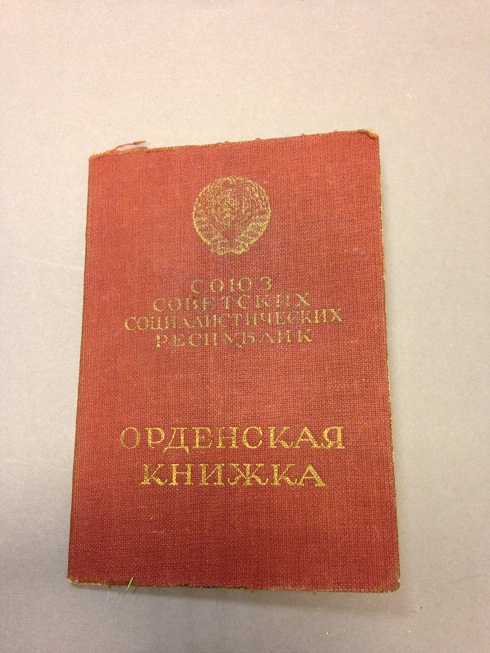 СОЮЗ
СОВЕТСКИХ
СОЦИАЛИСТИЧЕСКИХ
РЕСПУБЛИК
ОРДЕНСКАЯ
КНИЖКА